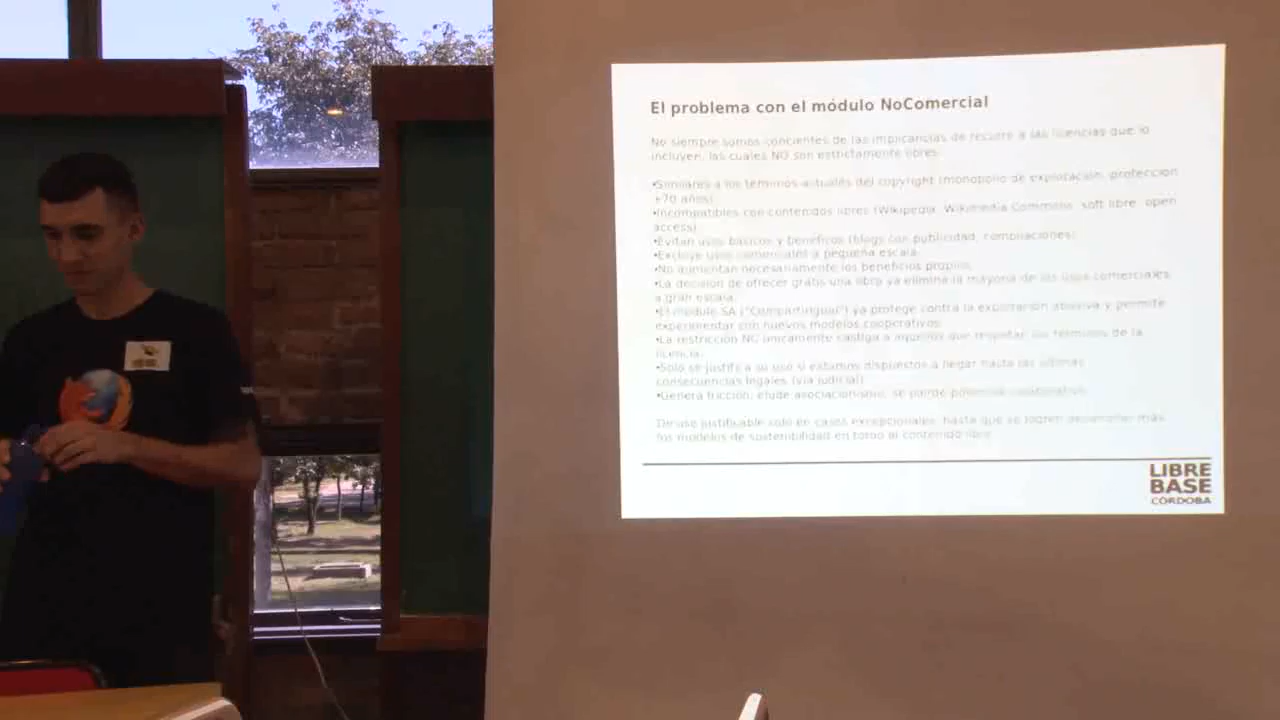 El problema con el módulo NoComercial
No siempre somos concientes de las implicancias de recurrir a las licencias que lo
incluyen, las cuales NO son estrictamente libres.
•Similares a los términos actuales del copyright (monopolio de explotación, protección
+70 años).
•Incompatibles con contenidos libres (Wikipedia, Wikimedia Commons, soft libre, open
access)
•Evitan usos básicos y benéficos (blogs con publicidad, compilaciones)
•Excluye usos comerciales a pequeña escala.
•No aumentan necesariamente los beneficios propios.
•La decisión de ofrecer gratis una libra ya elimina la mayoría de los usos comerciales
a gran escala.
•El módulo SA ("CompartirIgual") ya protege contra la explotación abusiva y permite
experimentar con nuevos modelos cooperativos.
•La restricción NC únicamente castiga a aquellos que respetan los términos de la
licencia.
•Solo se justifica su uso si estamos dispuestos a llegar hasta las últimas
consecuencias legales (vía judicial)
•Genera fricción, elude asociacionismo, se pierde potencial colaborativo.
De uso justificable solo en casos excepcionales, hasta que se logren desarrollar más
los modelos de sostenibilidad en torno al contenido libre.
LIBRE
BASE
CÓRDOBA